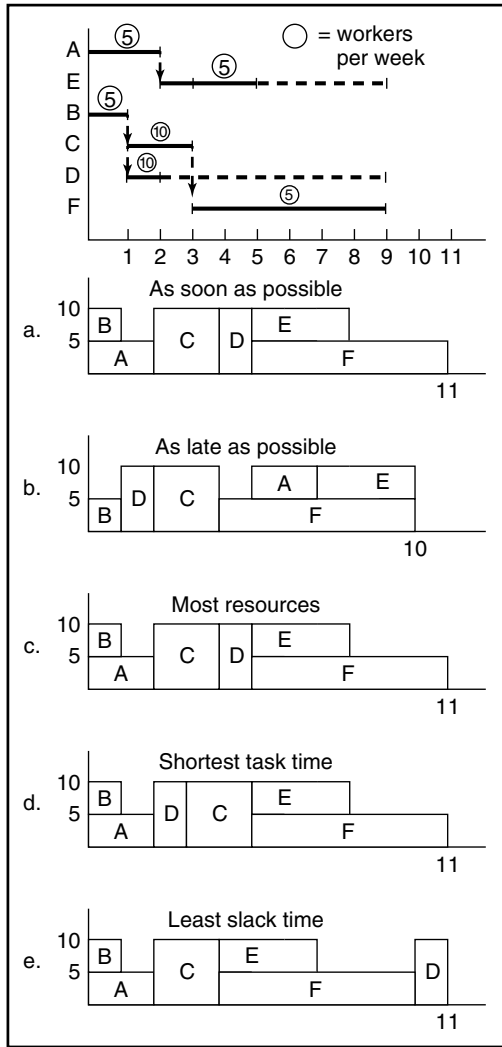 A
5
= workers
per week
E
5
B
5
C
10
D
10
F
5
1 2 3 4 5 6 7 8 9 10 11
As soon as possible
a.
10
5
B
A
C
D
E
F
11
As late as possible
b.
10
5
B
D
C
A
E
F
10
Most resources
c.
10
5
B
A
C
D
E
F
11
Shortest task time
d.
10
5
B
A
D
C
E
F
11
Least slack time
e.
10
5
B
A
C
E
F
D
11